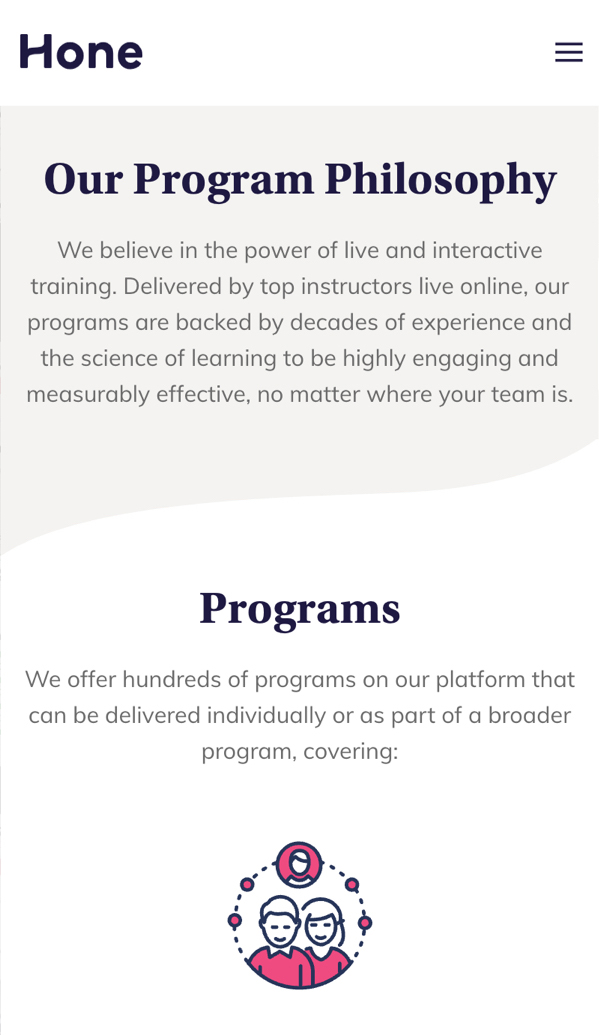 Hone
Our Program Philosophy
We believe in the power of live and interactive
training. Delivered by top instructors live online, our
programs are backed by decades of experience and
the science of learning to be highly engaging and
measurably effective, no matter where your team is.
Programs
We offer hundreds of programs on our platform that
can be delivered individually or as part of a broader
program, covering: